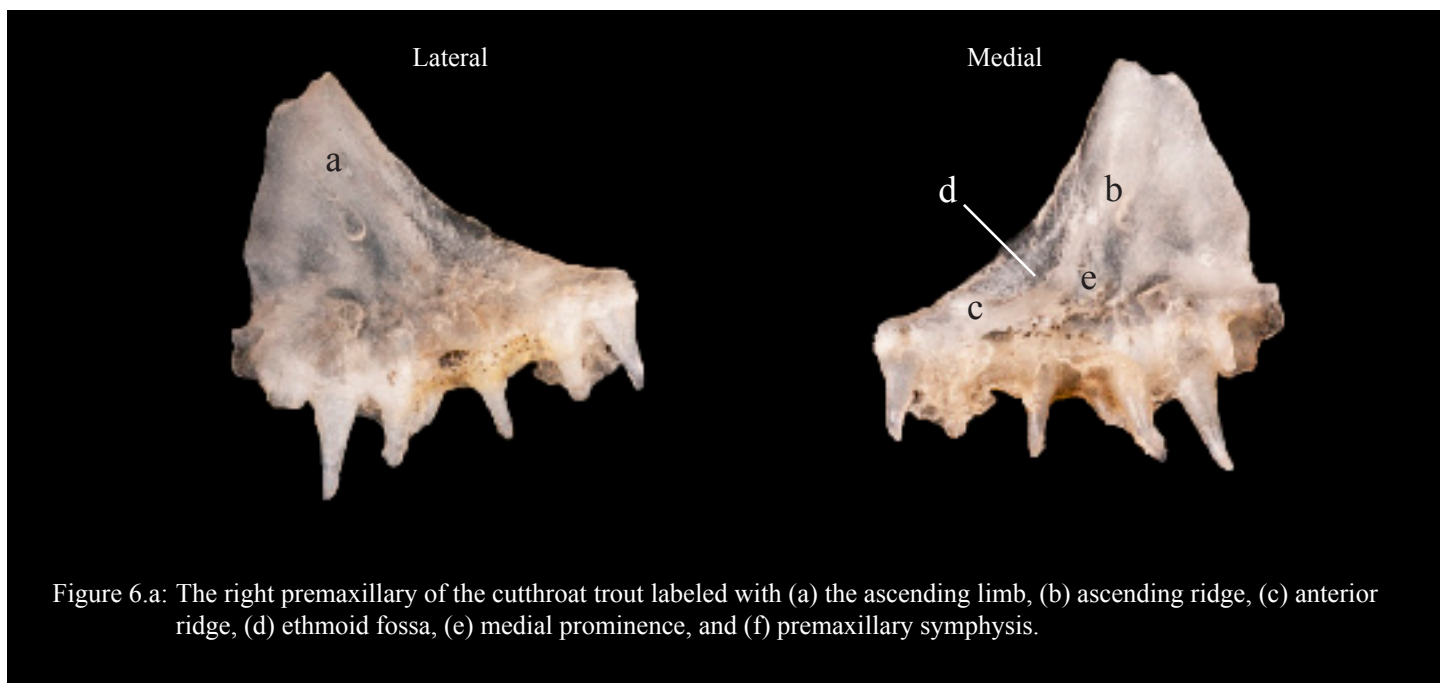 Lateral
Medial
a
d
b
e
c
Figure 6.a: The right premaxillary of the cutthroat trout labeled with (a) the ascending limb, (b) ascending ridge, (c) anterior
ridge, (d) ethmoid fossa, (e) medial prominence, and (f) premaxillary symphysis.